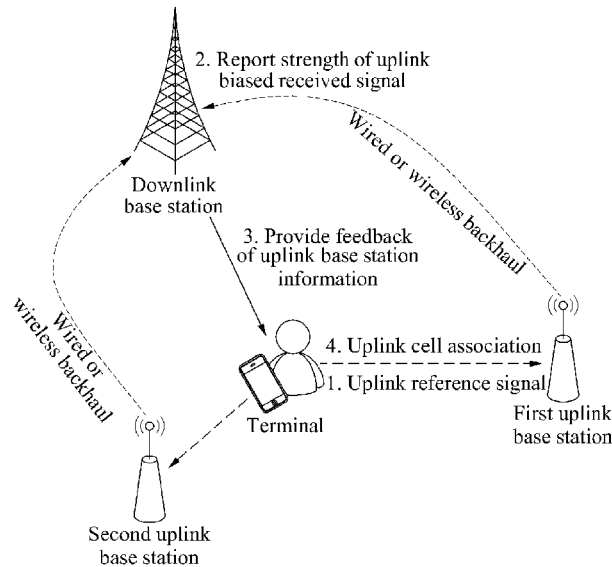 2. Report strength of uplink
biased received signal
Wired or wireless backhaul
Downlink
base station
3. Provide feedback
of uplink base station
information
Wired or
wireless backhaul
4. Uplink cell association
1. Uplink reference signal
Terminal
First uplink
base station
Second uplink
base station